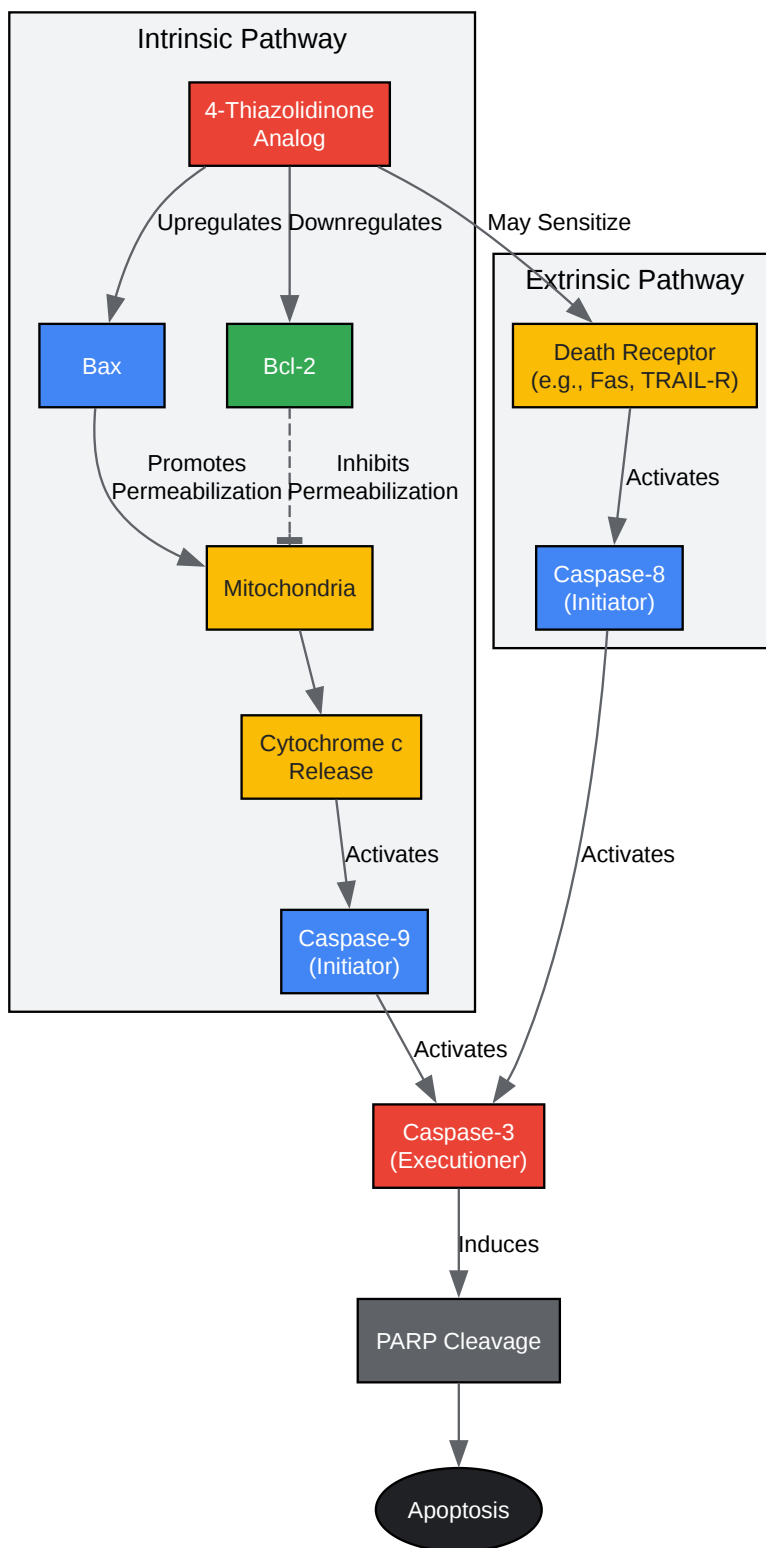 Intrinsic Pathway
4-Thiazolidinone
Analog
Upregulates
Downregulates
May Sensitize
Extrinsic Pathway
Bax
Bcl-2
Death Receptor
(e.g., Fas, TRAIL-R)
Promotes
Permeabilization
Inhibits
Permeabilization
Activates
Mitochondria
Caspase-8
(Initiator)
Cytochrome c
Release
Activates
Activates
Caspase-9
(Initiator)
Activates
Caspase-3
(Executioner)
Induces
PARP Cleavage
Apoptosis